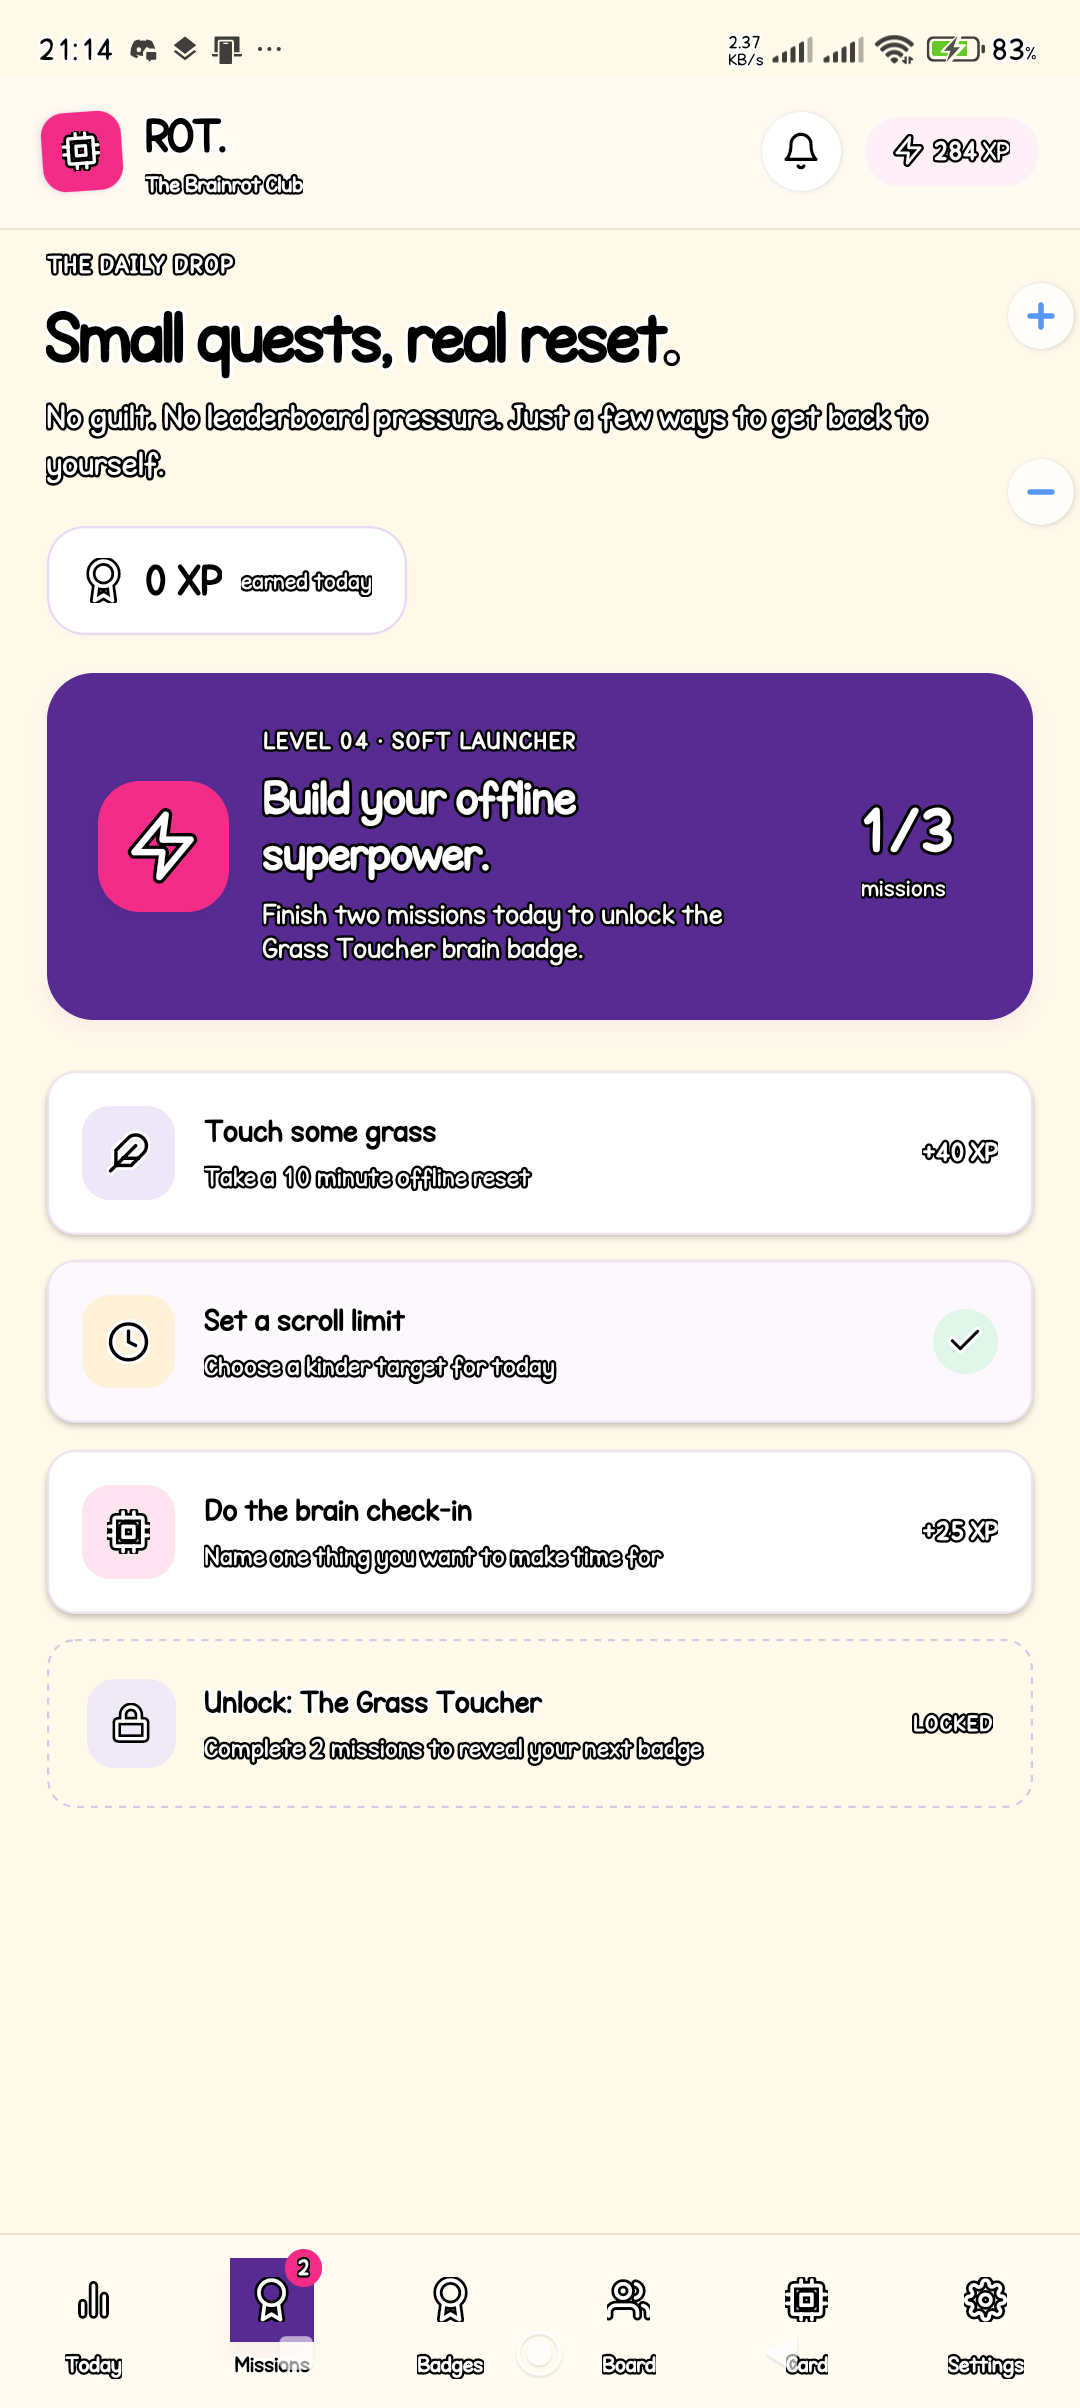 21:14
2.37
KB/s
83%
ROT.
The Brainrot Club
284 XP
THE DAILY DROP
Small quests, real reset.
No guilt. No leaderboard pressure. Just a few ways to get back to
yourself.
0 XP earned today
LEVEL 04 · SOFT LAUNCHER
Build your offline
superpower.
Finish two missions today to unlock the
Grass Toucher brain badge.
1/3
missions
Touch some grass
Take a 10 minute offline reset
+40 XP
Set a scroll limit
Choose a kinder target for today
Do the brain check-in
Name one thing you want to make time for
+25 XP
Unlock: The Grass Toucher
Complete 2 missions to reveal your next badge
LOCKED
2
Today Missions Badges Board Card Settings